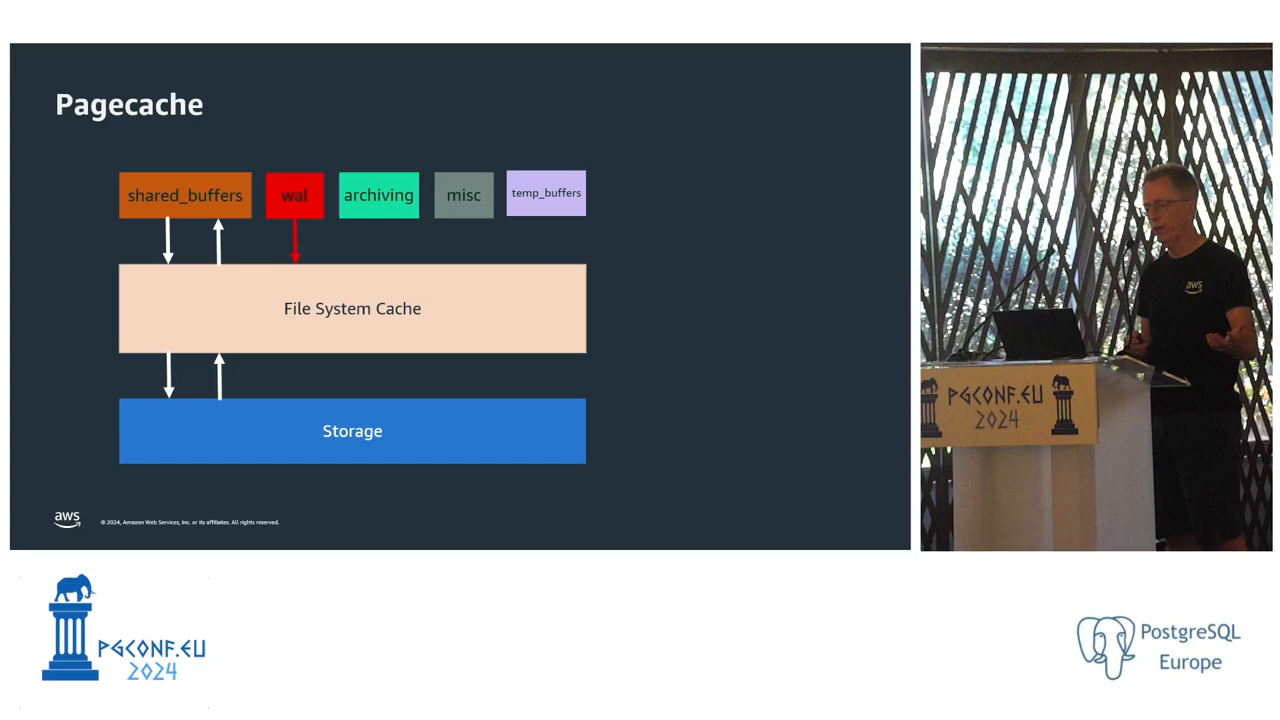 Pagecache
shared_buffers
wal
archiving
misc
temp_buffers
File System Cache
Storage
aws
© 2024, Amazon Web Services, Inc. or its affiliates. All rights reserved.
aws
PGCONF.EU
2024
PGCONF.EU
2024
PostgreSQL
Europe